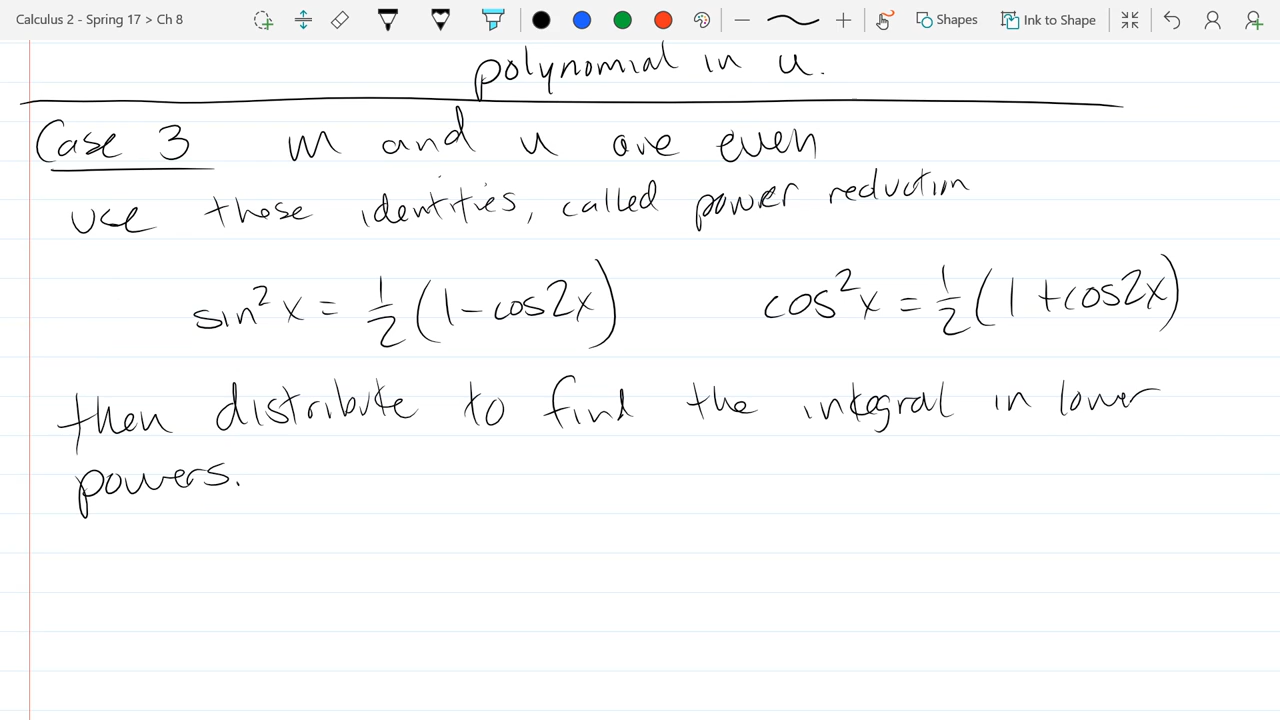 Calculus 2 - Spring 17 > Ch 8
Shapes
Ink to Shape
polynomial in u.
Case 3 m and n are even
use these identities, called power reduction
sin²x = 1/2 (1 - cos2x) cos²x = 1/2 (1 + cos2x)
then distribute to find the integral in lower
powers.